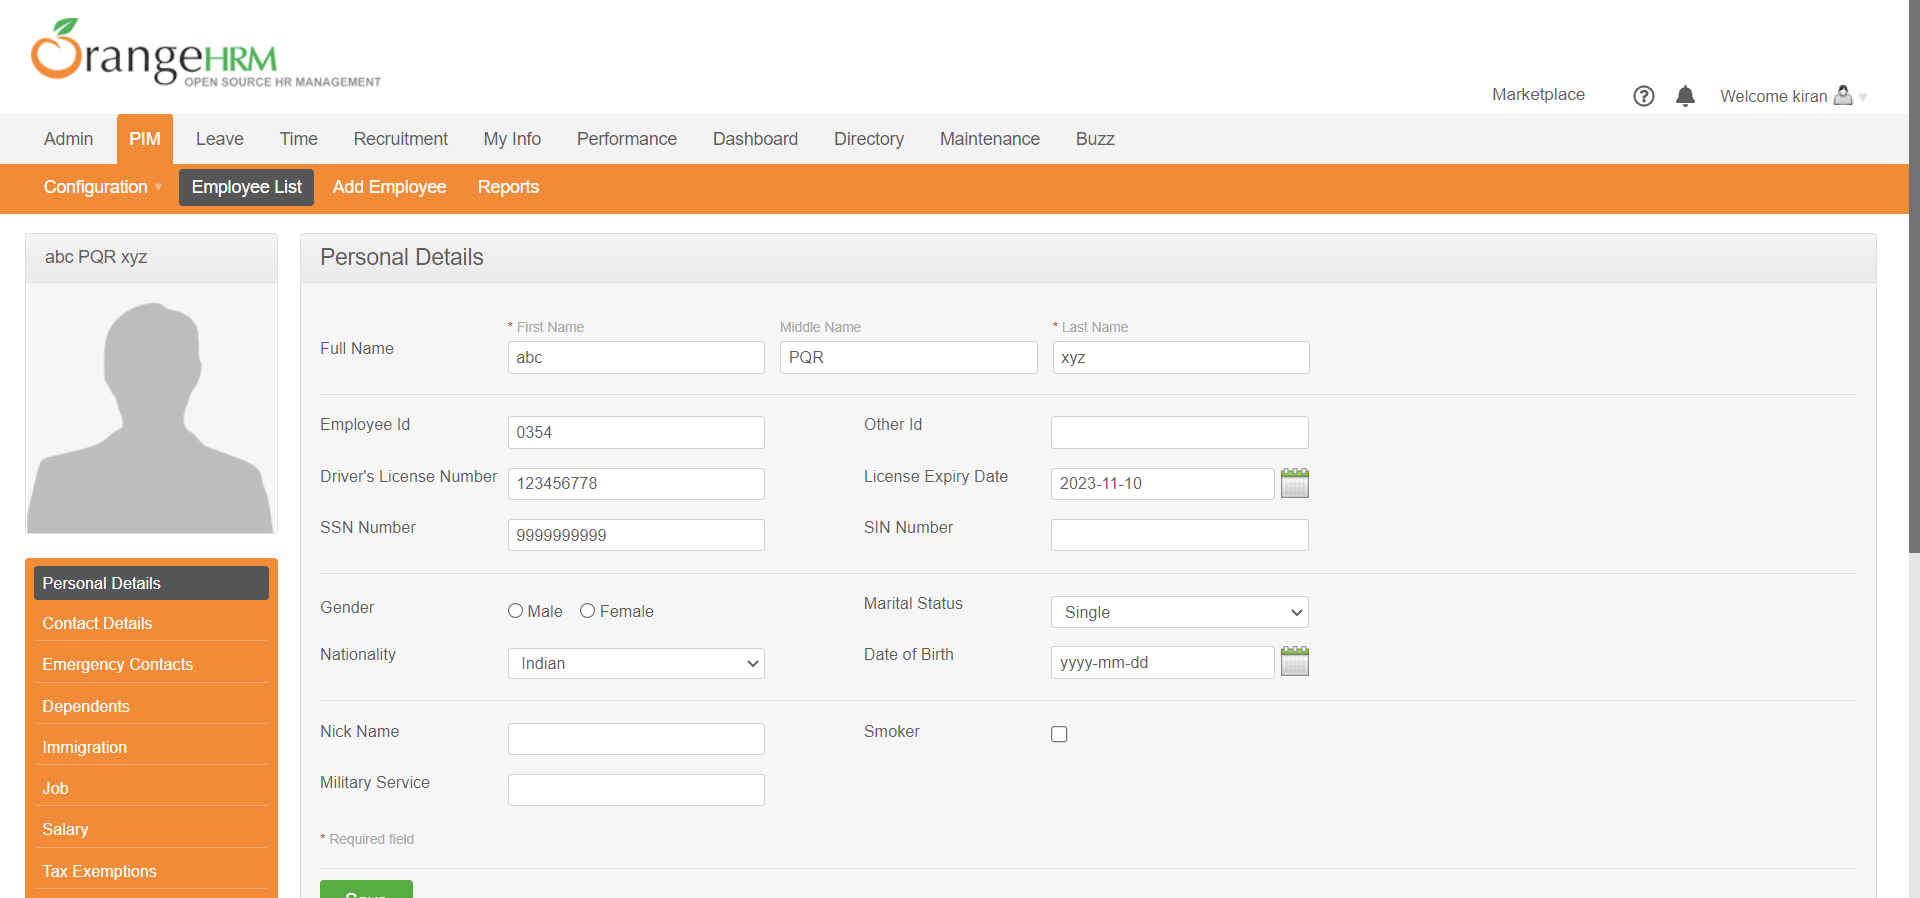 OrangeHRM
OPEN SOURCE HR MANAGEMENT
Marketplace
Welcome kiran
Admin PIM Leave Time Recruitment My Info Performance Dashboard Directory Maintenance Buzz
Configuration Employee List Add Employee Reports
abc PQR xyz
Personal Details
Contact Details
Emergency Contacts
Dependents
Immigration
Job
Salary
Tax Exemptions
Personal Details
* First Name Middle Name * Last Name
Full Name abc PQR xyz
Employee Id 0354 Other Id
Driver's License Number 123456778 License Expiry Date 2023-11-10
SSN Number 9999999999 SIN Number
Gender Male Female Marital Status Single
Nationality Indian Date of Birth yyyy-mm-dd
Nick Name Smoker
Military Service
* Required field
Save